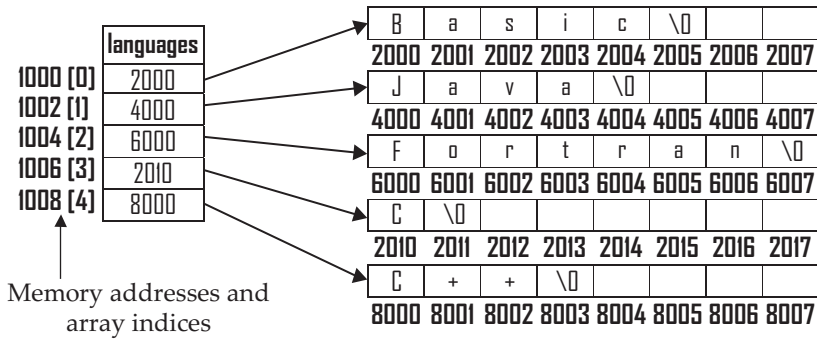 languages
1000 [0] 2000
1002 [1] 4000
1004 [2] 6000
1006 [3] 2010
1008 [4] 8000
Memory addresses and
array indices
B a s i c \0
2000 2001 2002 2003 2004 2005 2006 2007
J a v a \0
4000 4001 4002 4003 4004 4005 4006 4007
F o r t r a n \0
6000 6001 6002 6003 6004 6005 6006 6007
C \0
2010 2011 2012 2013 2014 2015 2016 2017
C + + \0
8000 8001 8002 8003 8004 8005 8006 8007